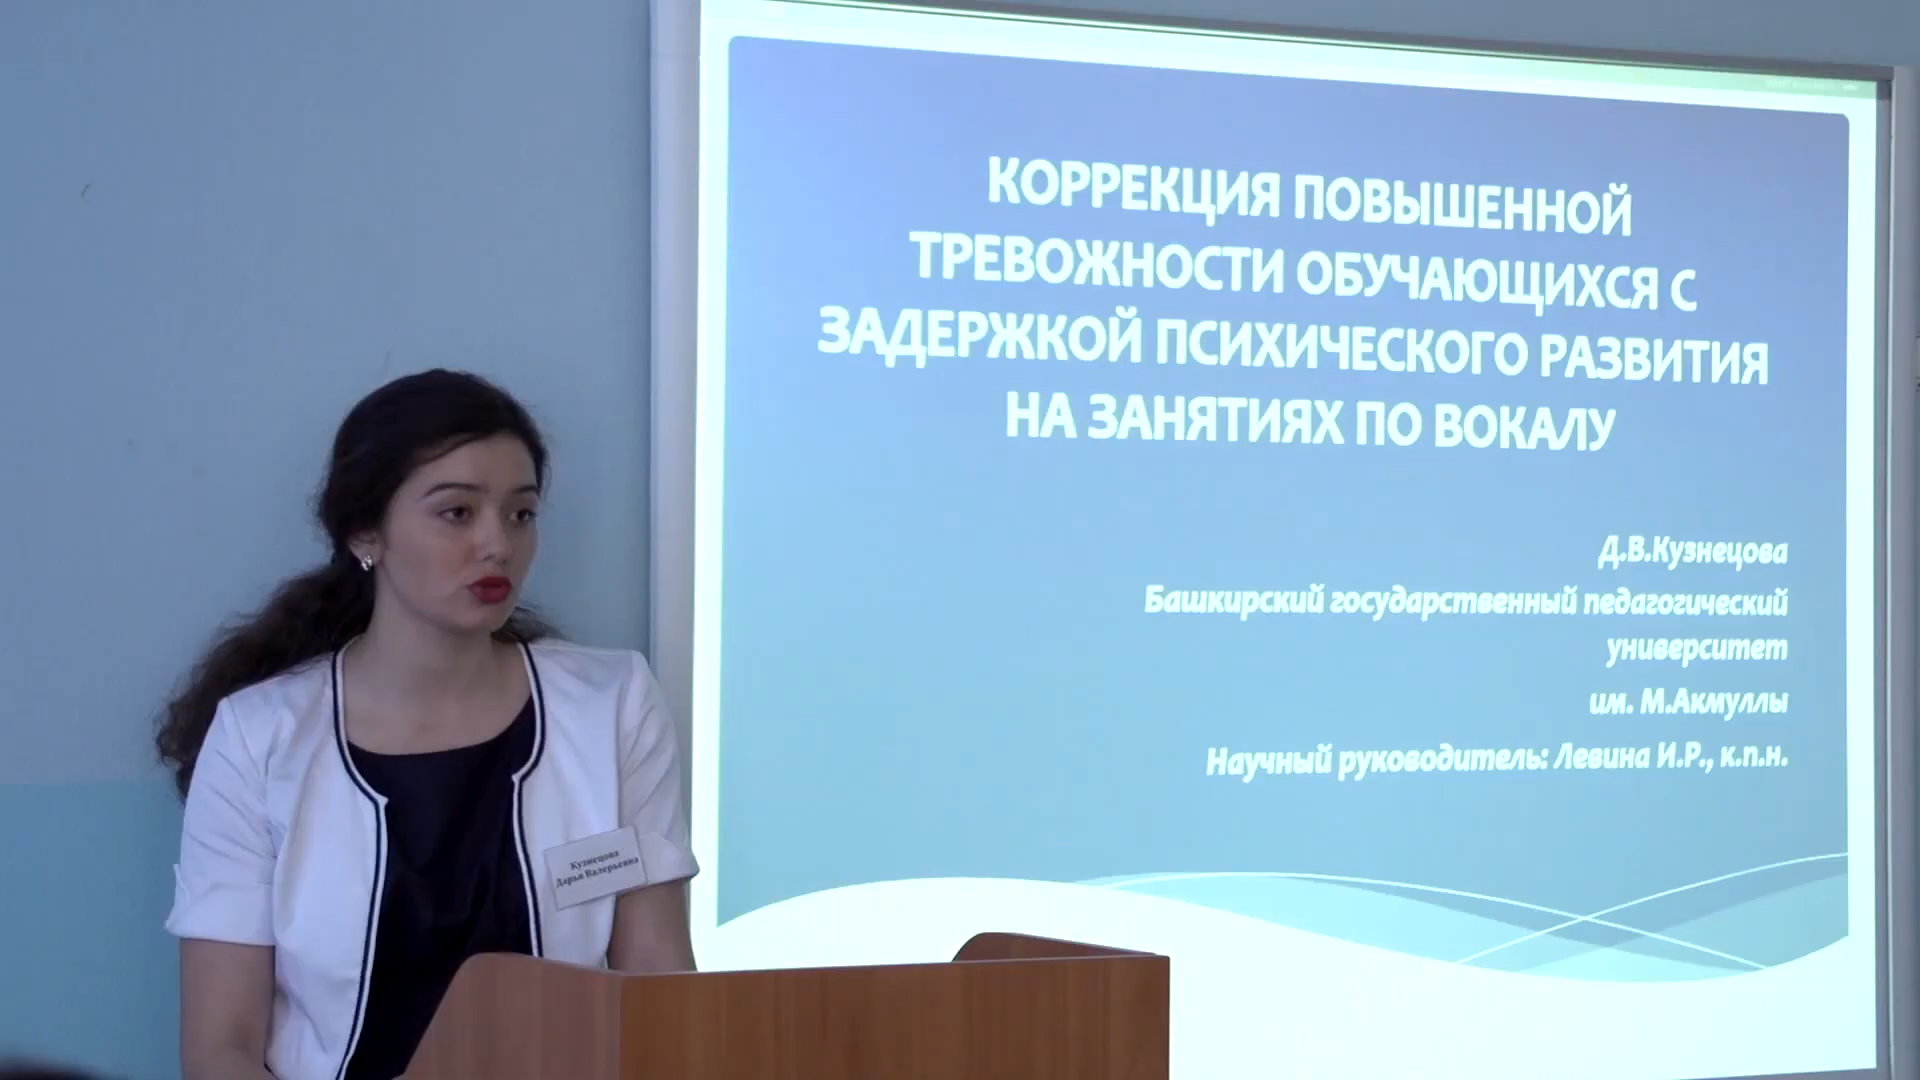 КОРРЕКЦИЯ ПОВЫШЕННОЙ
ТРЕВОЖНОСТИ ОБУЧАЮЩИХСЯ С
ЗАДЕРЖКОЙ ПСИХИЧЕСКОГО РАЗВИТИЯ
НА ЗАНЯТИЯХ ПО ВОКАЛУ
Д.В.Кузнецова
Башкирский государственный педагогический
университет
им. М.Акмуллы
Научный руководитель: Левина И.Р., к.п.н.
Кузнецова
Дарья Валерьевна